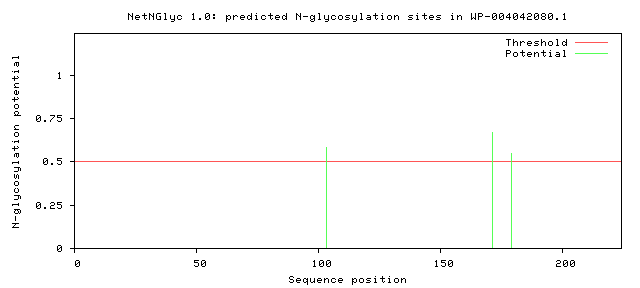 NetNGlyc 1.0: predicted N-glycosylation sites in WP-004042080.1
Threshold
Potential
N-glycosylation potential
1
0.75
0.5
0.25
0
0 50 100 150 200
Sequence position